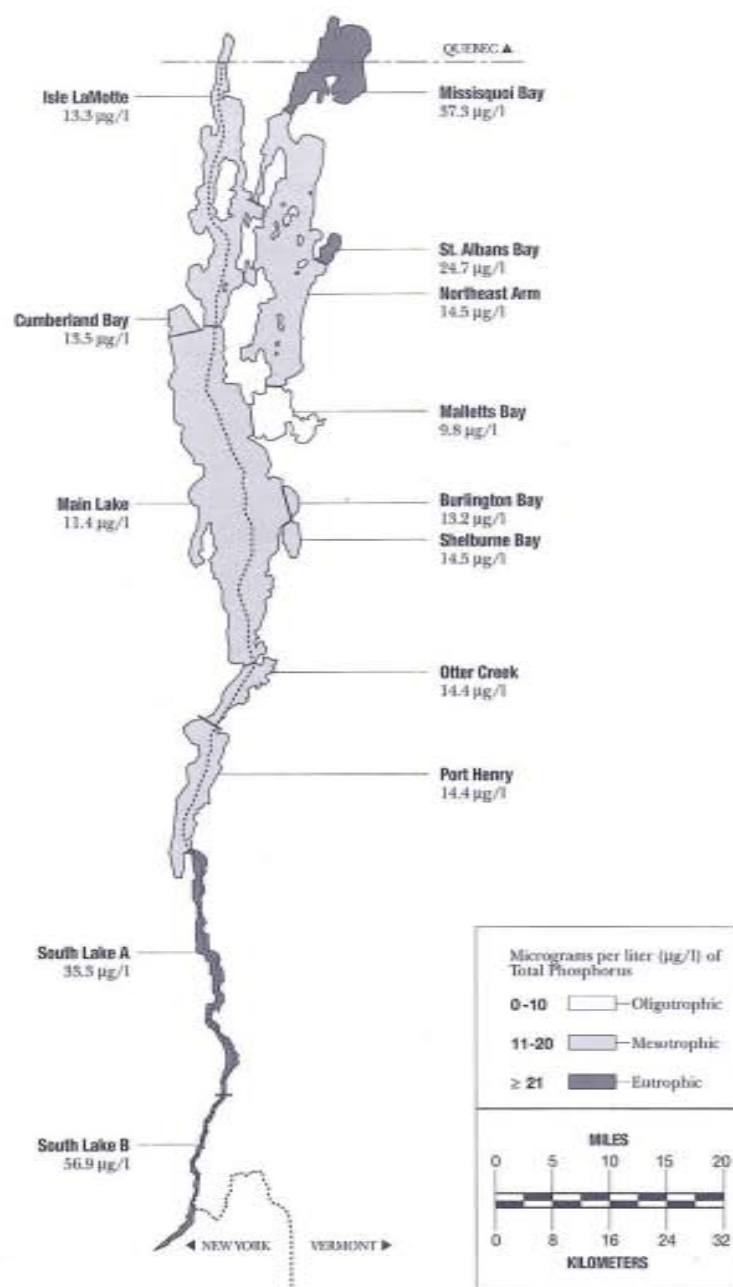 QUEBEC ▲
Isle LaMotte
13.3 µg/l
Missisquoi Bay
37.3 µg/l
St. Albans Bay
24.7 µg/l
Northeast Arm
14.5 µg/l
Cumberland Bay
13.5 µg/l
Malletts Bay
9.8 µg/l
Main Lake
11.4 µg/l
Burlington Bay
13.2 µg/l
Shelburne Bay
14.5 µg/l
Otter Creek
14.4 µg/l
Port Henry
14.4 µg/l
South Lake A
33.3 µg/l
South Lake B
56.9 µg/l
◄ NEW YORK VERMONT ►
Micrograms per liter (µg/l) of
Total Phosphorus
0-10 Oligotrophic
11-20 Mesotrophic
≥ 21 Eutrophic
MILES
0 5 10 15 20
0 8 16 24 32
KILOMETERS